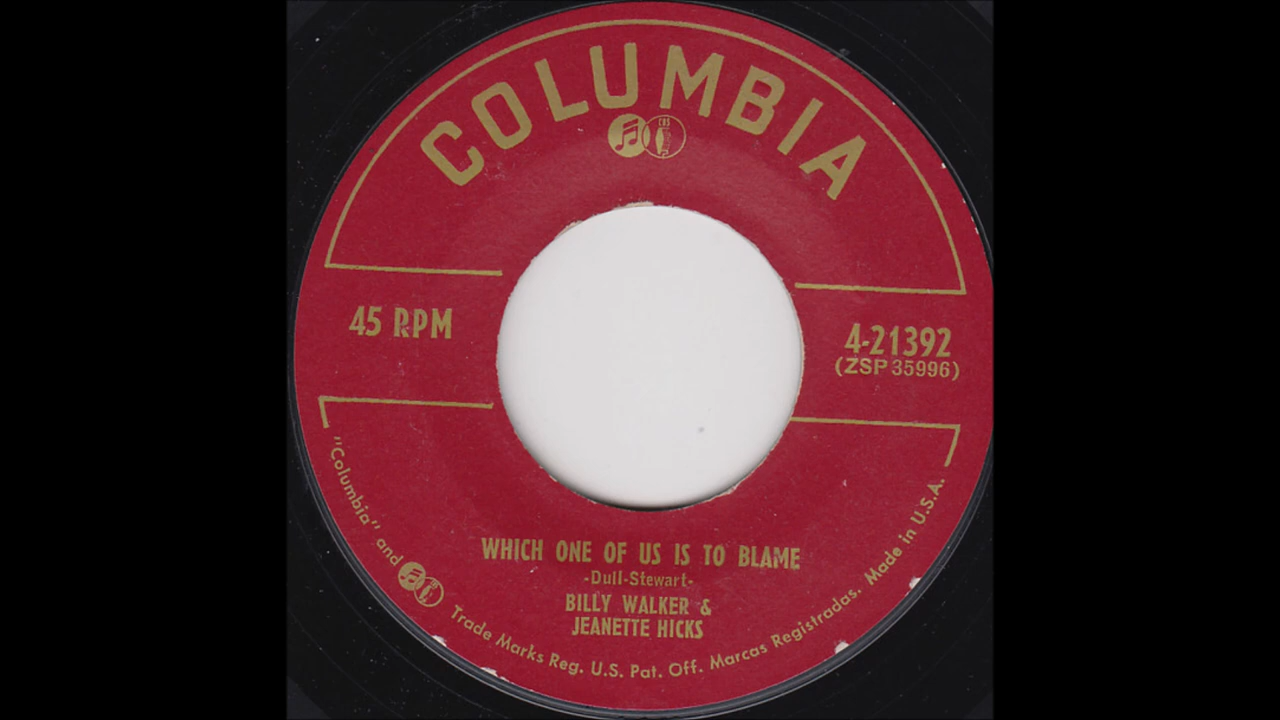 COLUMBIA
CBS
45 RPM
4-21392
(ZSP 35996)
WHICH ONE OF US IS TO BLAME
-Dull-Stewart-
BILLY WALKER &
JEANETTE HICKS
"Columbia" and Trade Marks Reg. U.S. Pat. Off. Marcas Registradas. Made in U.S.A.